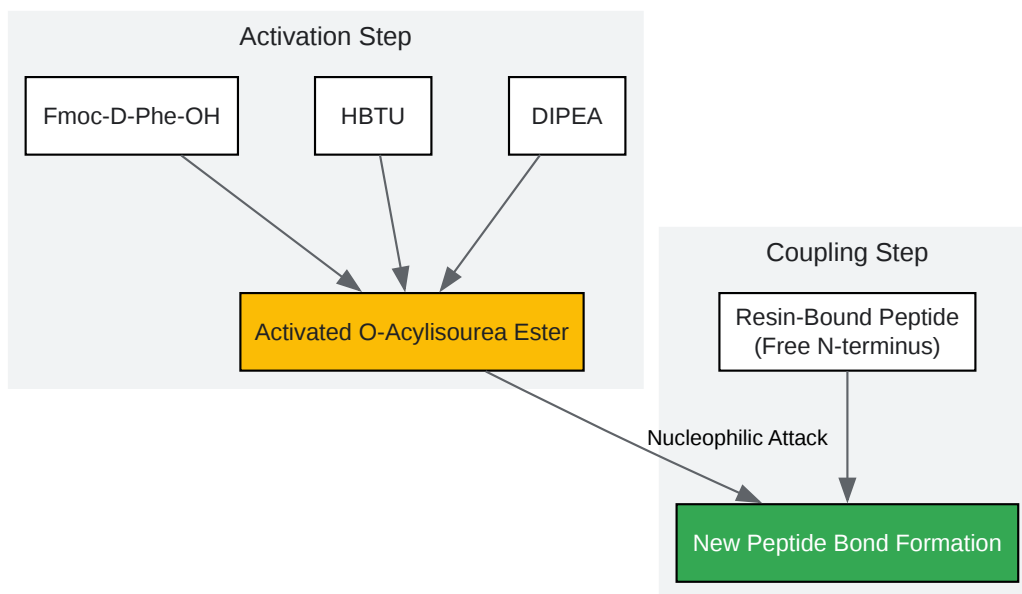 Activation Step
Fmoc-D-Phe-OH
HBTU
DIPEA
Activated O-Acylisourea Ester
Coupling Step
Resin-Bound Peptide
(Free N-terminus)
Nucleophilic Attack
New Peptide Bond Formation